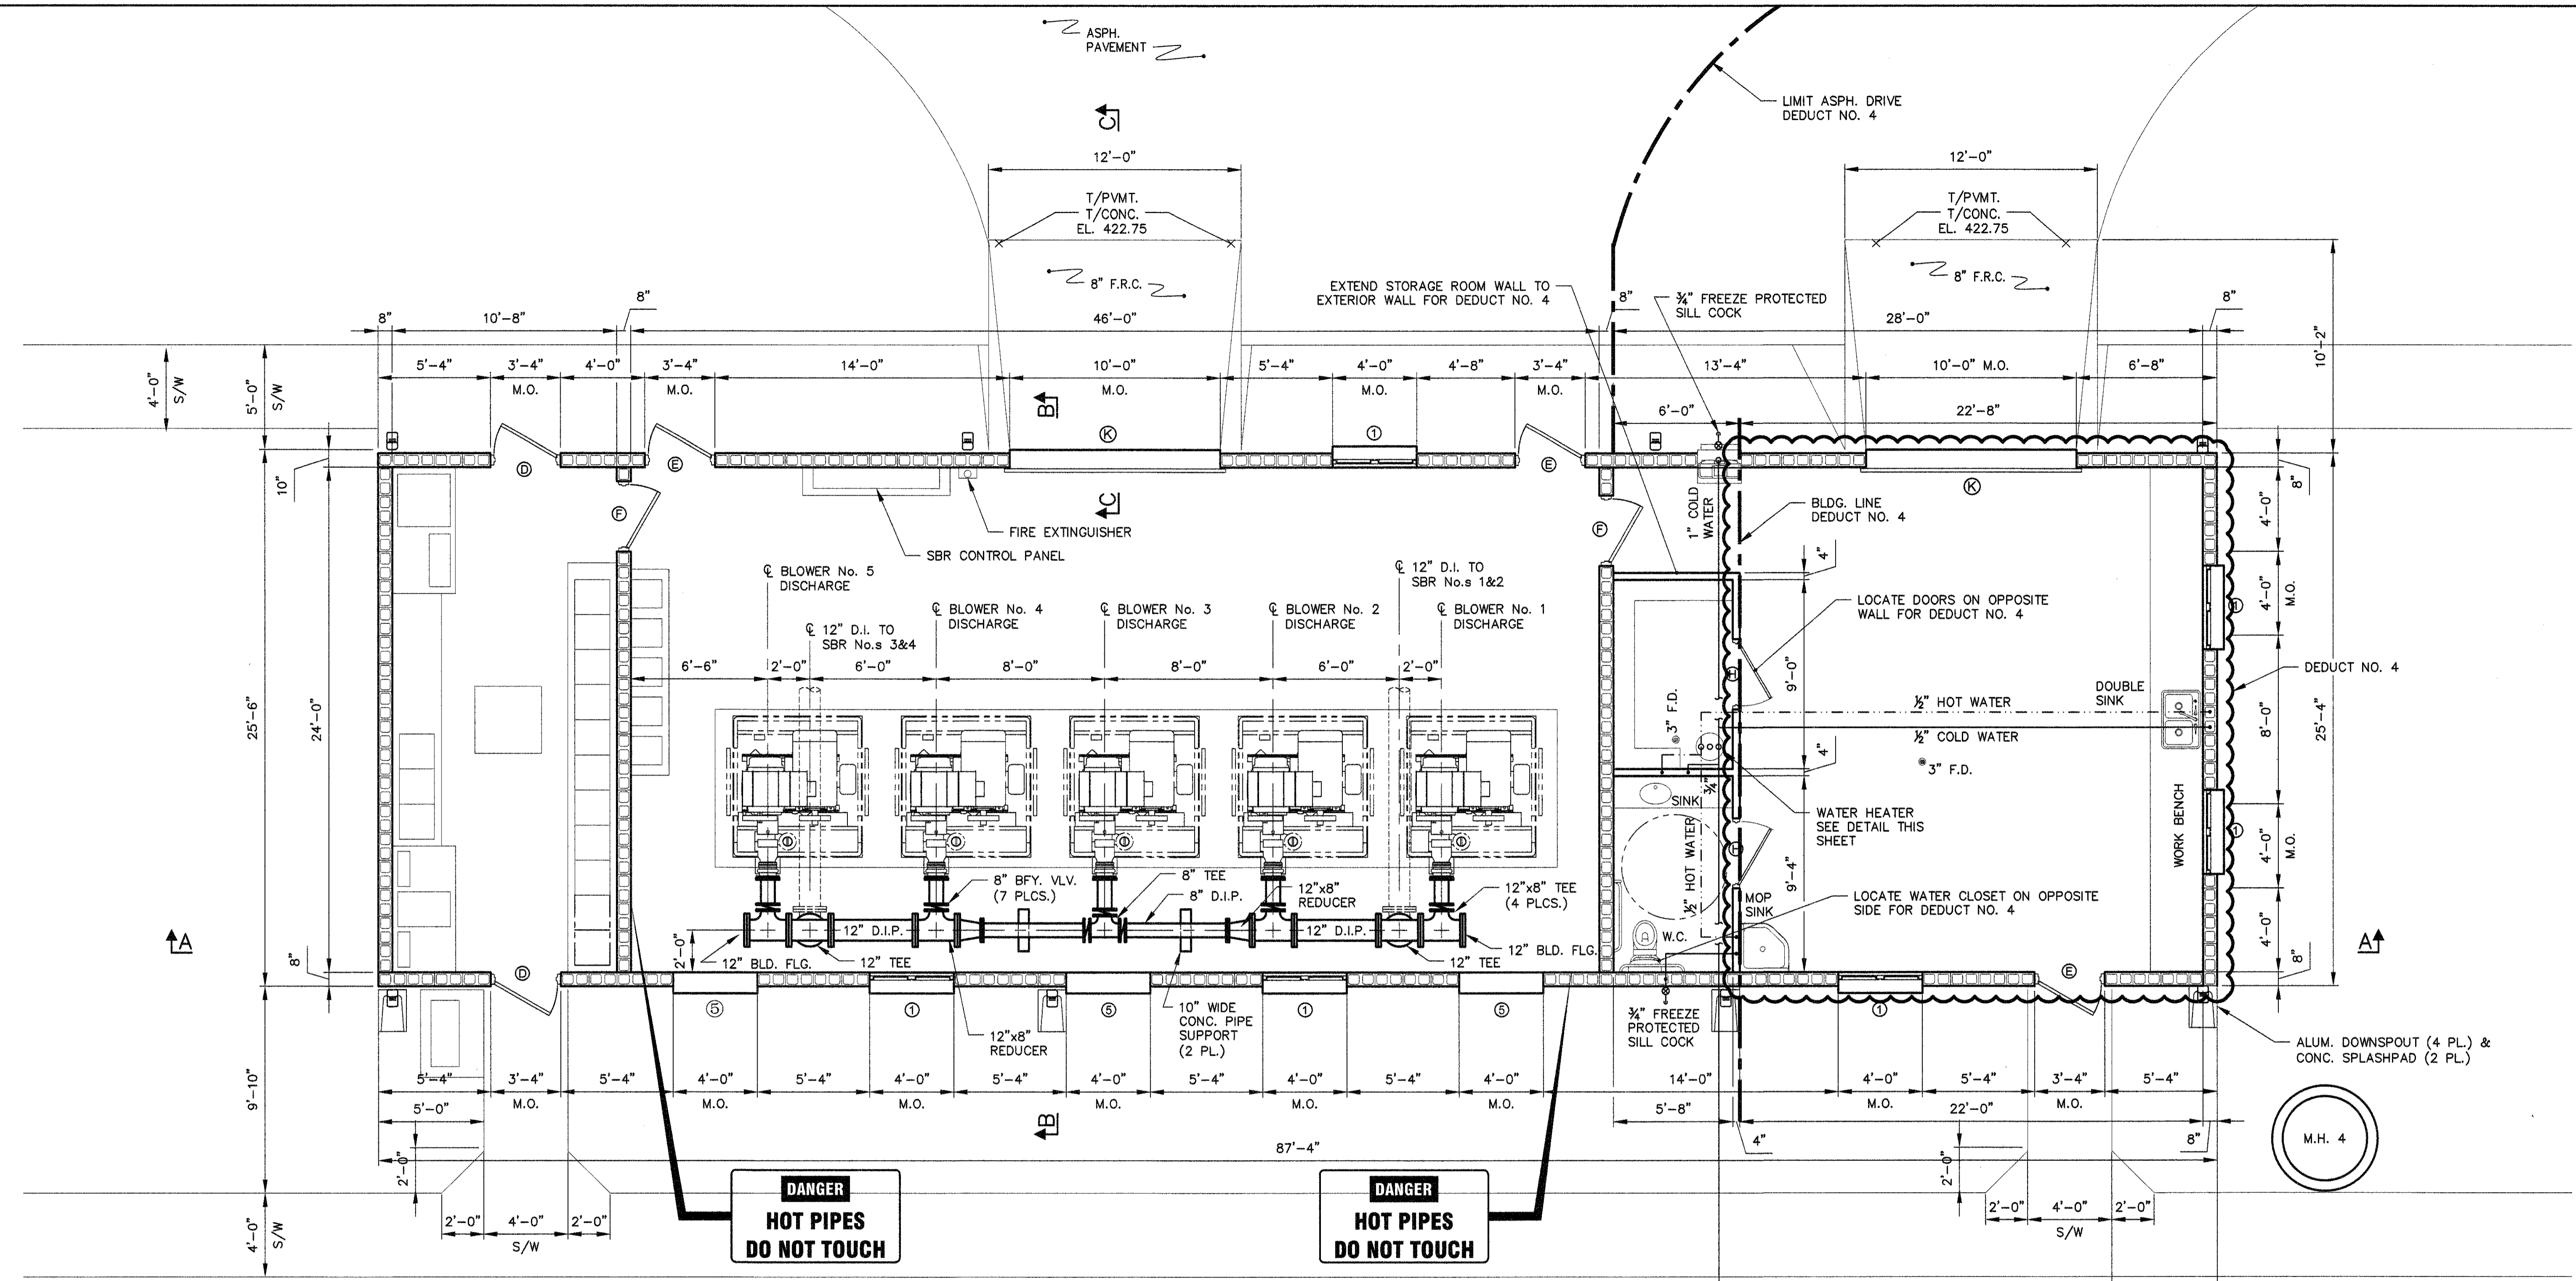 ASPH.
PAVEMENT
LIMIT ASPH. DRIVE
DEDUCT NO. 4
C
12'-0"
12'-0"
T/PVMT.
T/CONC.
EL. 422.75
T/PVMT.
T/CONC.
EL. 422.75
8" F.R.C.
8" F.R.C.
EXTEND STORAGE ROOM WALL TO
EXTERIOR WALL FOR DEDUCT NO. 4
¾" FREEZE PROTECTED
SILL COCK
8"
10'-8"
8"
46'-0"
8"
28'-0"
8"
10'-2"
4'-0"
S/W
5'-0"
S/W
5'-4"
3'-4"
M.O.
4'-0"
3'-4"
M.O.
14'-0"
10'-0"
M.O.
5'-4"
4'-0"
M.O.
4'-8"
3'-4"
M.O.
13'-4"
10'-0" M.O.
6'-8"
B
6'-0"
22'-8"
K
1
D
E
E
K
10"
F
F
C
FIRE EXTINGUISHER
SBR CONTROL PANEL
1" COLD
WATER
BLDG. LINE
DEDUCT NO. 4
8"
4'-0"
4'-0"
M.O.
1
8'-0"
25'-4"
4'-0"
M.O.
1
4'-0"
8"
℄ BLOWER No. 5
DISCHARGE
℄ 12" D.I. TO
SBR No.s 3&4
℄ BLOWER No. 4
DISCHARGE
℄ BLOWER No. 3
DISCHARGE
℄ BLOWER No. 2
DISCHARGE
℄ 12" D.I. TO
SBR No.s 1&2
℄ BLOWER No. 1
DISCHARGE
4"
LOCATE DOORS ON OPPOSITE
WALL FOR DEDUCT NO. 4
DEDUCT NO. 4
6'-6"
2'-0"
6'-0"
8'-0"
8'-0"
6'-0"
2'-0"
9'-0"
H
3" F.D.
½" HOT WATER
½" COLD WATER
DOUBLE
SINK
3" F.D.
25'-6"
24'-0"
4"
¾"
SINK
WATER HEATER
SEE DETAIL THIS
SHEET
WORK BENCH
½" HOT WATER
H
9'-4"
MOP
SINK
W.C.
LOCATE WATER CLOSET ON OPPOSITE
SIDE FOR DEDUCT NO. 4
8" BFY. VLV.
(7 PLCS.)
8" TEE
8" D.I.P.
12"x8"
REDUCER
12"x8" TEE
(4 PLCS.)
12" D.I.P.
12" D.I.P.
2'-0"
12" BLD. FLG.
12" TEE
12" TEE
12" BLD. FLG.
A
A
8"
D
E
5
1
5
1
5
1
12"x8"
REDUCER
10" WIDE
CONC. PIPE
SUPPORT
(2 PL.)
¾" FREEZE
PROTECTED
SILL COCK
ALUM. DOWNSPOUT (4 PL.) &
CONC. SPLASHPAD (2 PL.)
9'-10"
5'-4"
3'-4"
M.O.
5'-4"
4'-0"
M.O.
5'-4"
4'-0"
M.O.
5'-4"
4'-0"
M.O.
5'-4"
4'-0"
M.O.
5'-4"
4'-0"
M.O.
14'-0"
4'-0"
M.O.
5'-4"
3'-4"
M.O.
5'-4"
5'-0"
5'-8"
22'-0"
B
4"
8"
87'-4"
M.H. 4
2'-0"
2'-0"
4'-0"
S/W
2'-0"
4'-0"
S/W
2'-0"
2'-0"
4'-0"
S/W
2'-0"
DANGER
HOT PIPES
DO NOT TOUCH
DANGER
HOT PIPES
DO NOT TOUCH